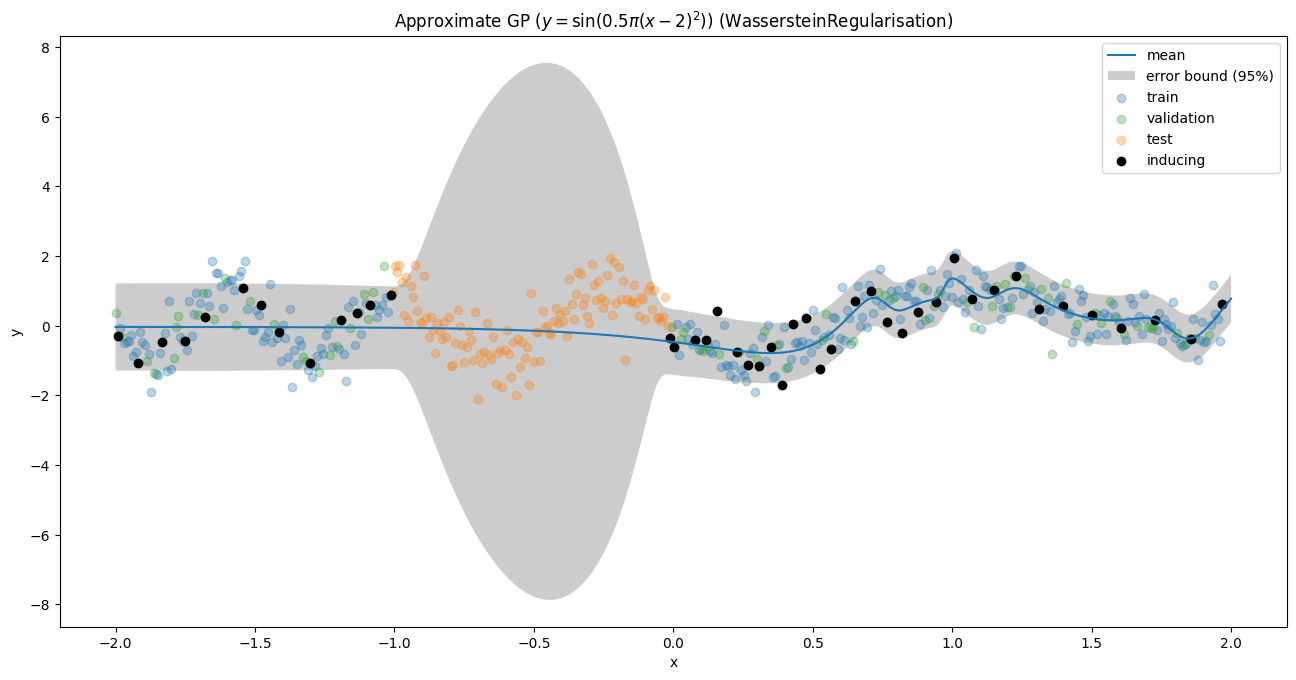 Approximate GP (y = sin(0.5π(x − 2)²)) (WassersteinRegularisation)
mean
error bound (95%)
train
validation
test
inducing
y
8
6
4
2
0
−2
−4
−6
−8
−2.0 −1.5 −1.0 −0.5 0.0 0.5 1.0 1.5 2.0
x